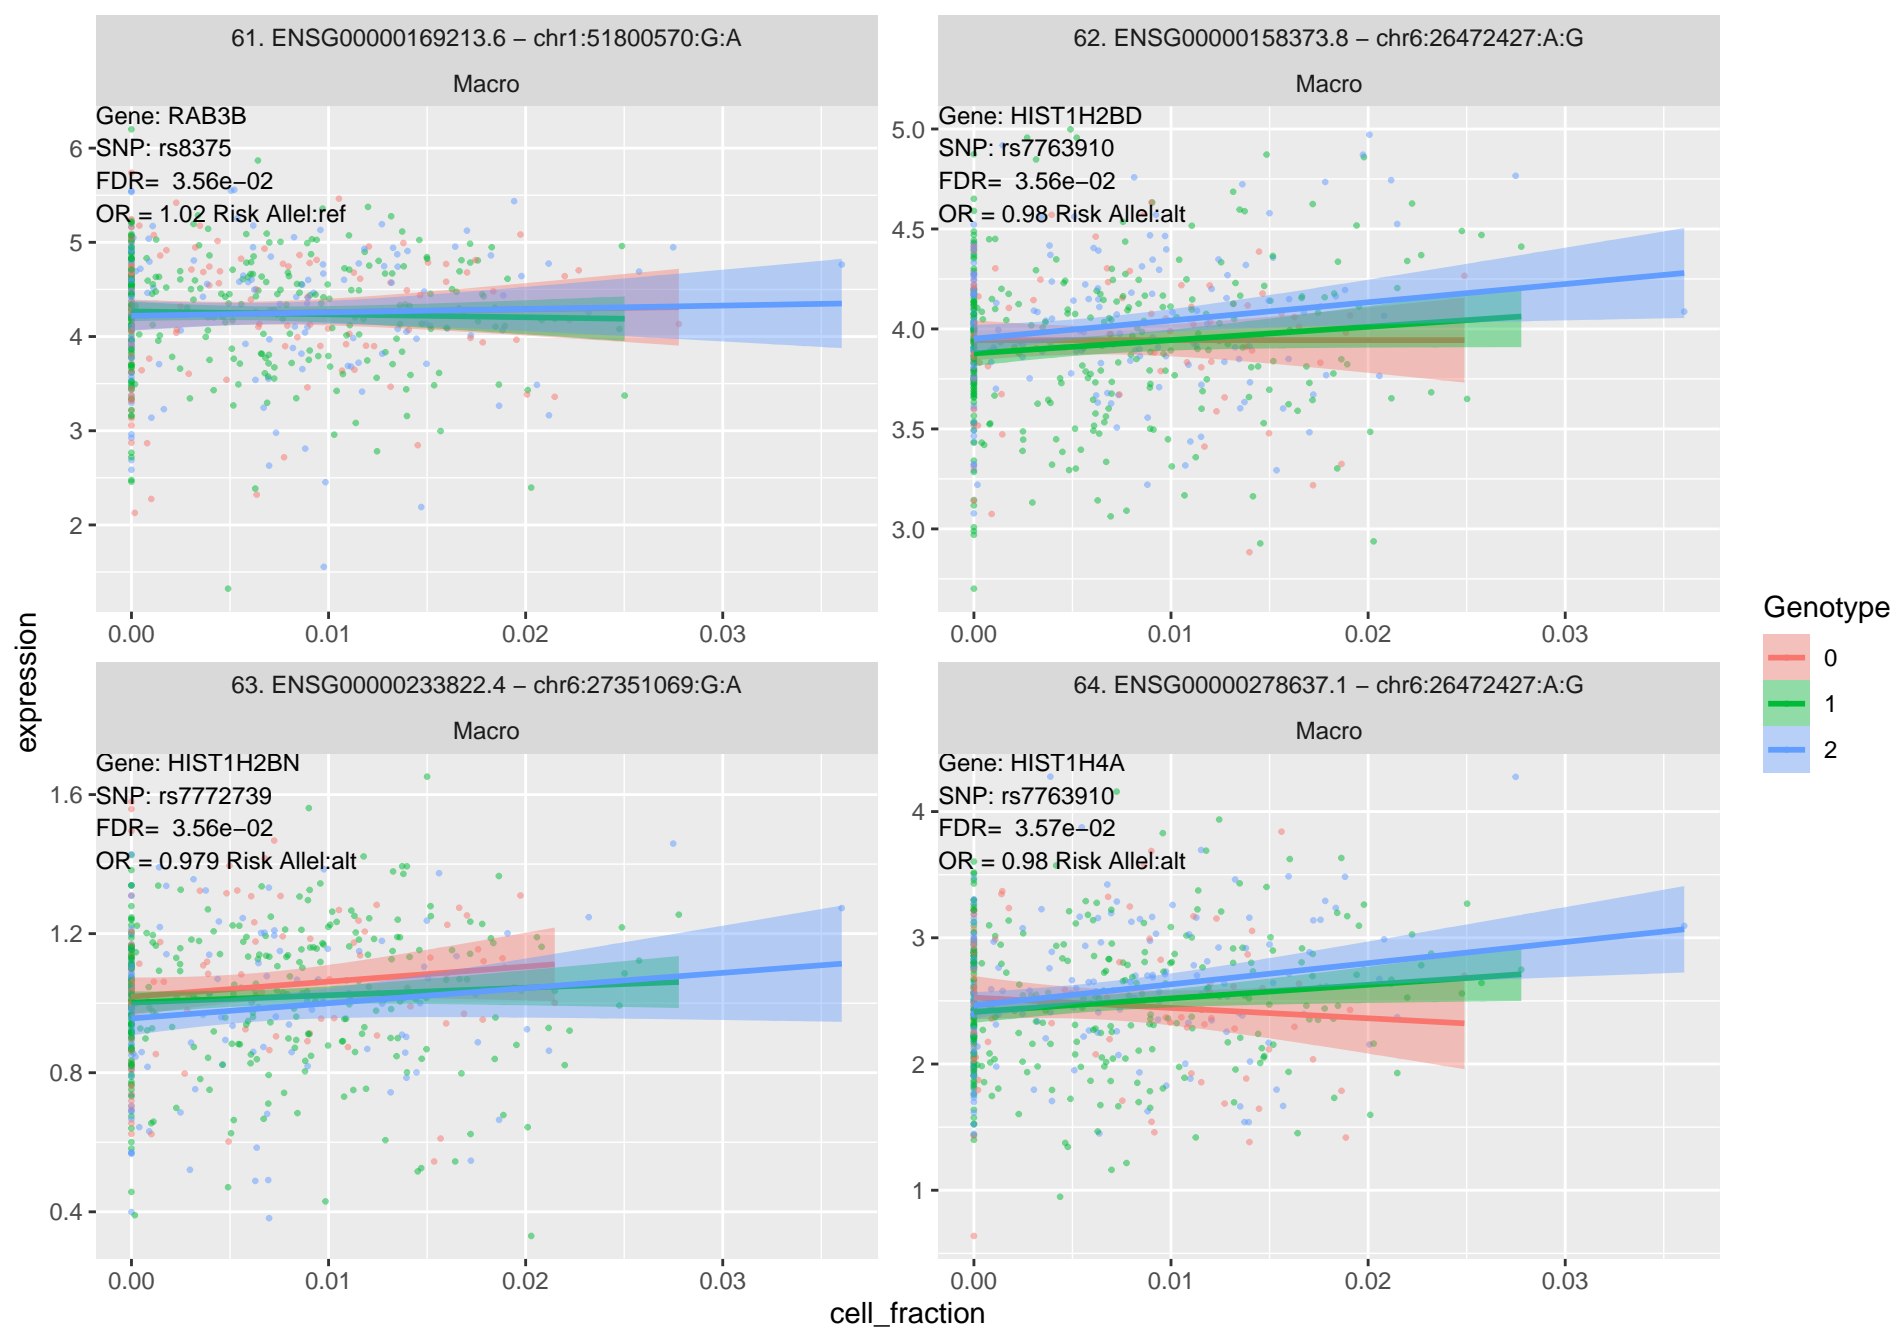 61. ENSG00000169213.6 – chr1:51800570:G:A
Macro
Gene: RAB3B
SNP: rs8375
FDR=  3.56e−02
OR = 1.02 Risk Allel:ref
6
5
4
3
2
0.00
0.01
0.02
0.03
62. ENSG00000158373.8 – chr6:26472427:A:G
Macro
Gene: HIST1H2BD
SNP: rs7763910
FDR=  3.56e−02
OR = 0.98 Risk Allel:alt
5.0
4.5
4.0
3.5
3.0
0.00
0.01
0.02
0.03
63. ENSG00000233822.4 – chr6:27351069:G:A
Macro
Gene: HIST1H2BN
SNP: rs7772739
FDR=  3.56e−02
OR = 0.979 Risk Allel:alt
1.6
1.2
0.8
0.4
0.00
0.01
0.02
0.03
64. ENSG00000278637.1 – chr6:26472427:A:G
Macro
Gene: HIST1H4A
SNP: rs7763910
FDR=  3.57e−02
OR = 0.98 Risk Allel:alt
4
3
2
1
0.00
0.01
0.02
0.03
expression
cell_fraction
Genotype
0
1
2